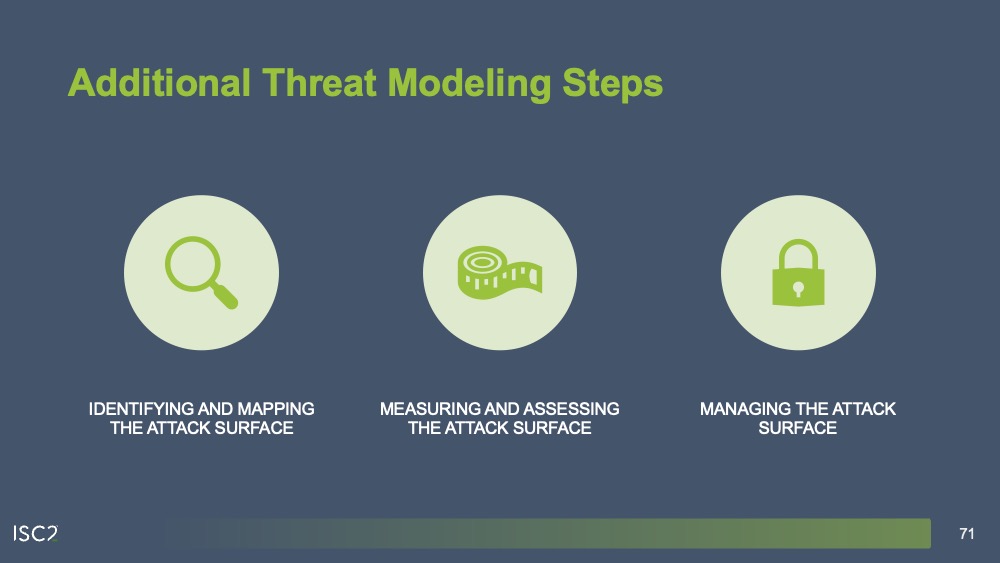 Additional Threat Modeling Steps
IDENTIFYING AND MAPPING
THE ATTACK SURFACE
MEASURING AND ASSESSING
THE ATTACK SURFACE
MANAGING THE ATTACK
SURFACE
ISC2
71